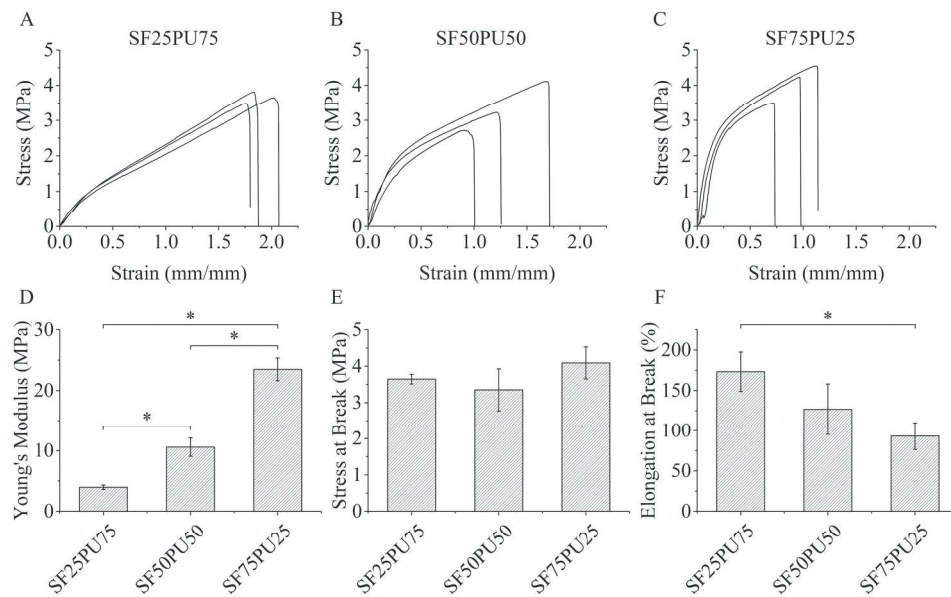 A
SF25PU75
Stress (MPa)
5
4
3
2
1
0
0.0 0.5 1.0 1.5 2.0
Strain (mm/mm)
B
SF50PU50
Stress (MPa)
5
4
3
2
1
0
0.0 0.5 1.0 1.5 2.0
Strain (mm/mm)
C
SF75PU25
Stress (MPa)
5
4
3
2
1
0
0.0 0.5 1.0 1.5 2.0
Strain (mm/mm)
D
Young's Modulus (MPa)
30
20
10
0
*
*
*
SF25PU75
SF50PU50
SF75PU25
E
Stress at Break (MPa)
5
4
3
2
1
0
SF25PU75
SF50PU50
SF75PU25
F
Elongation at Break (%)
200
150
100
50
0
*
SF25PU75
SF50PU50
SF75PU25